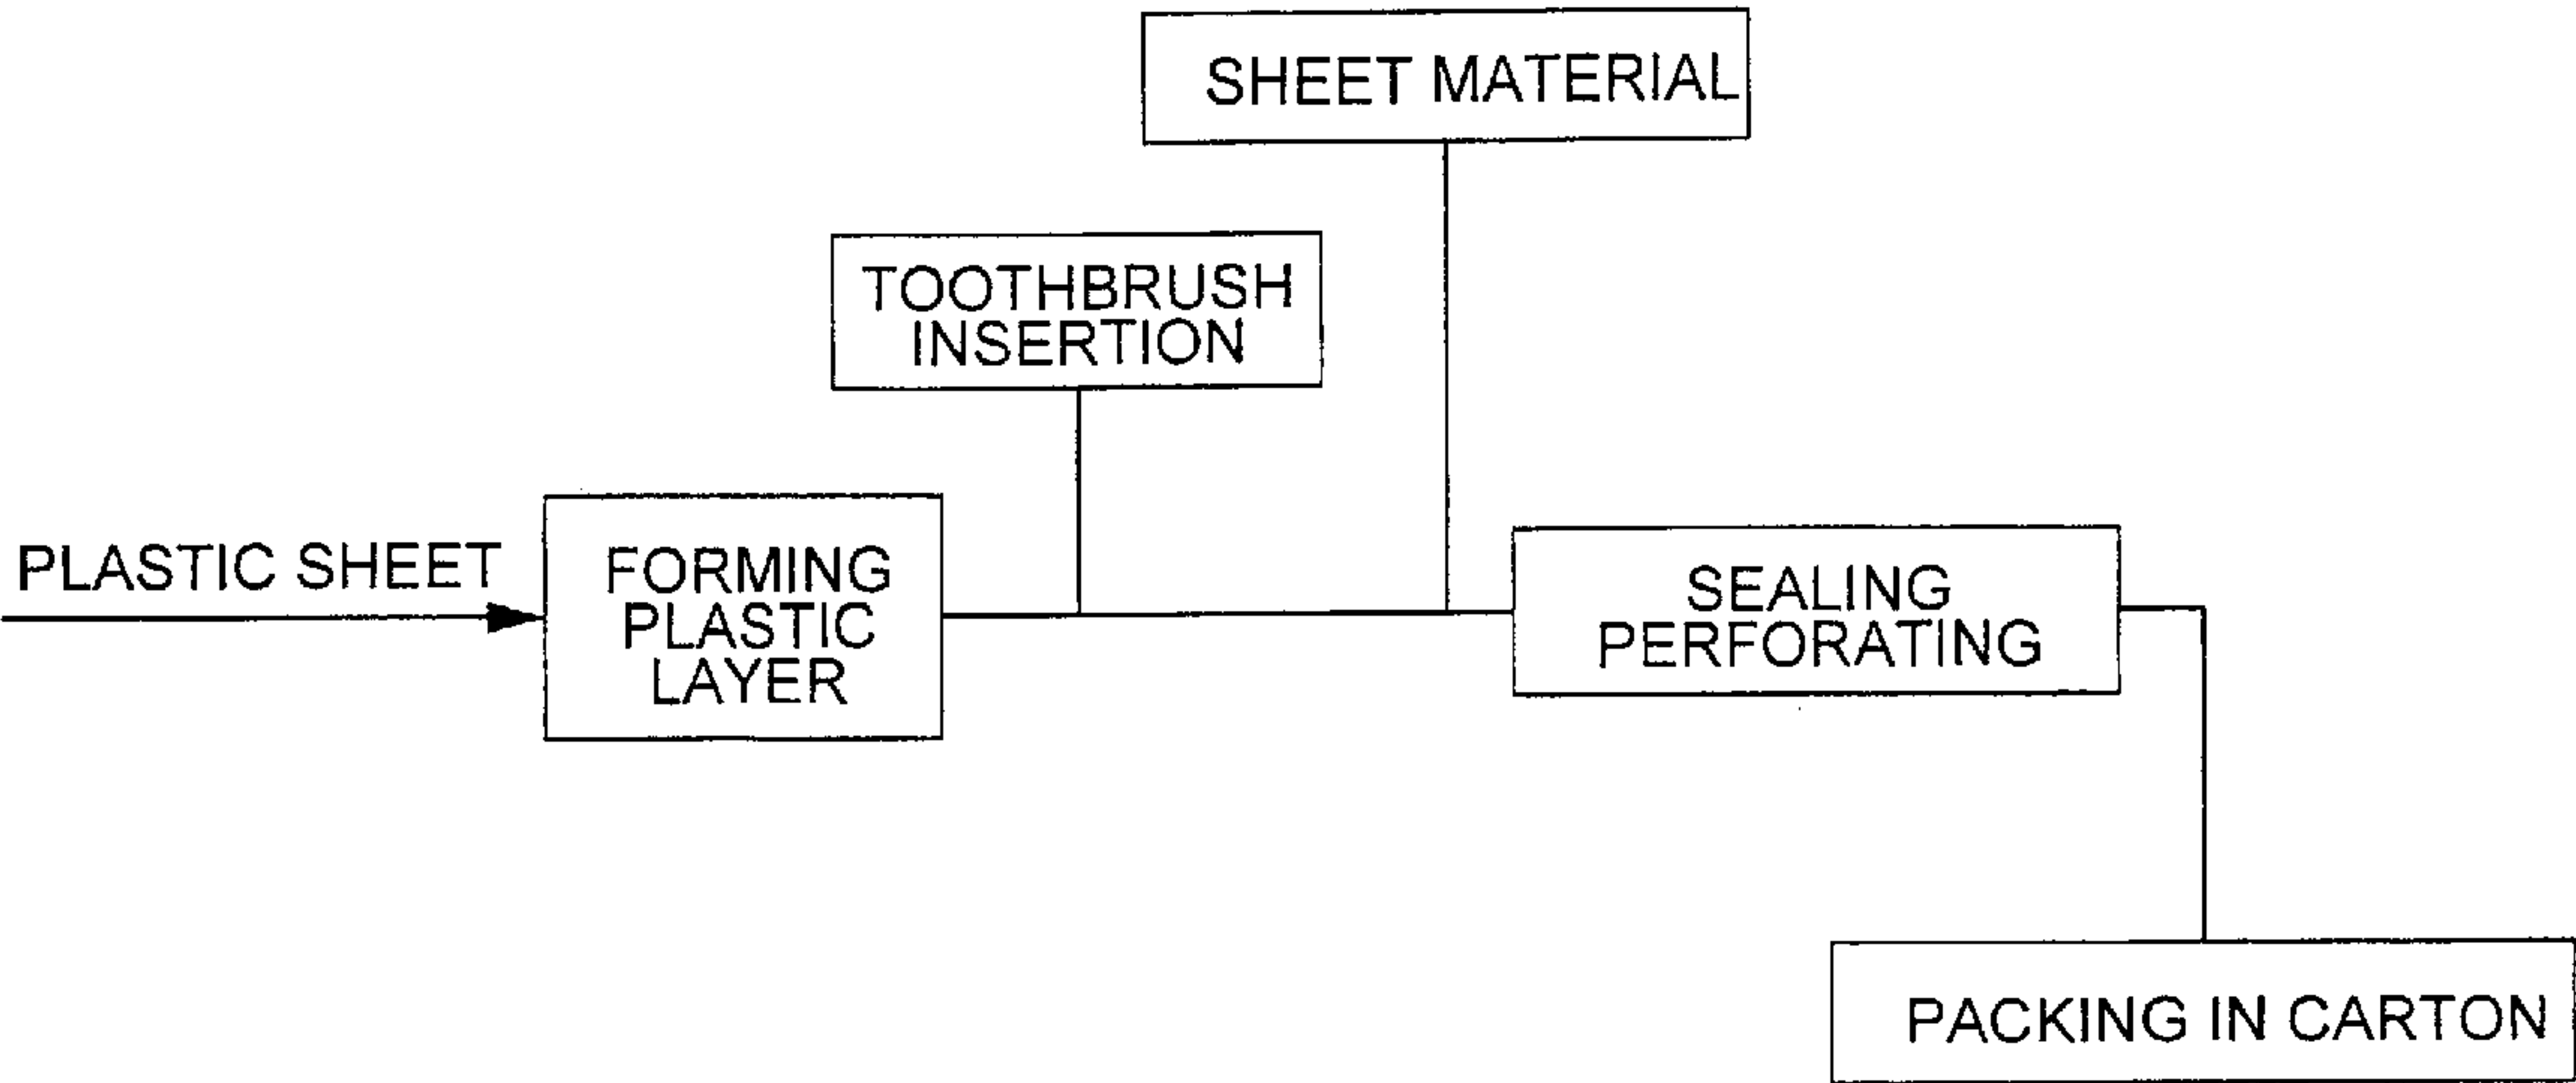 SHEET MATERIAL
TOOTHBRUSH
INSERTION
PLASTIC SHEET
FORMING
PLASTIC
LAYER
SEALING
PERFORATING
PACKING IN CARTON